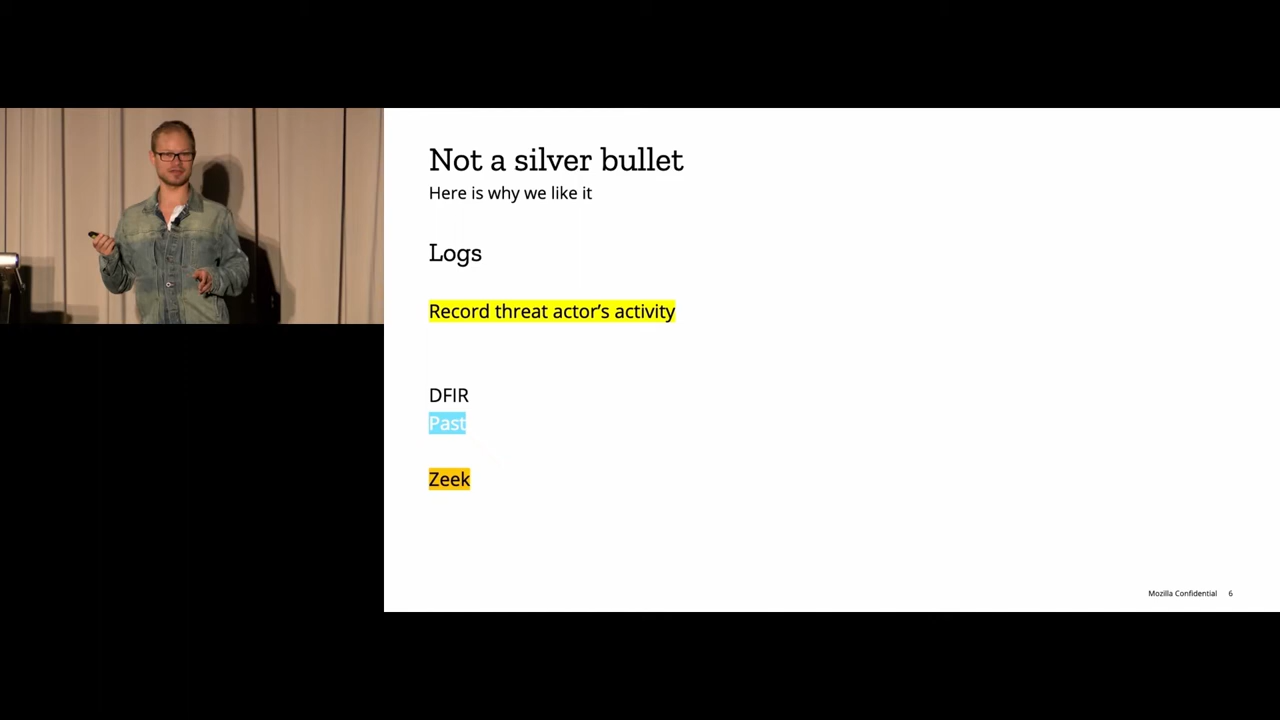 Not a silver bullet
Here is why we like it
Logs
Record threat actor’s activity
DFIR
Past
Zeek
Mozilla Confidential 6